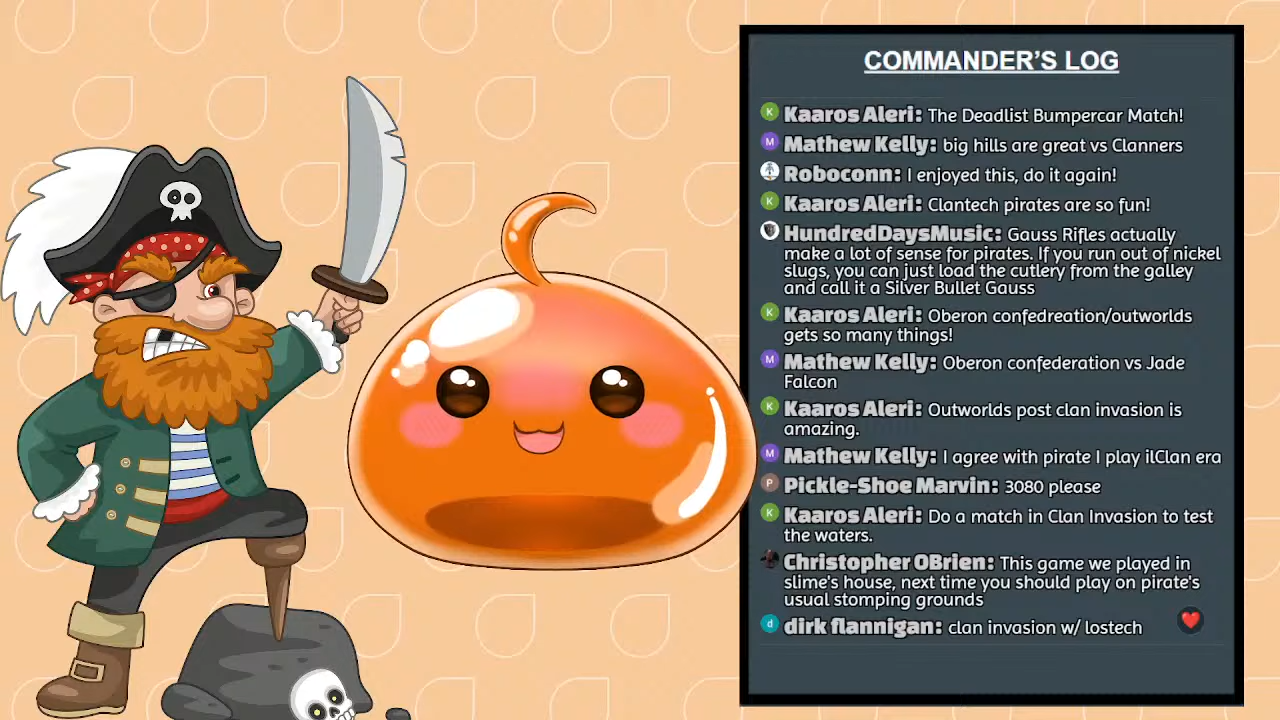 COMMANDER'S LOG
K Kaaros Aleri: The Deadlist Bumpercar Match!
M Mathew Kelly: big hills are great vs Clanners
Roboconn: I enjoyed this, do it again!
K Kaaros Aleri: Clantech pirates are so fun!
HundredDaysMusic: Gauss Rifles actually
make a lot of sense for pirates. If you run out of nickel
slugs, you can just load the cutlery from the galley
and call it a Silver Bullet Gauss
K Kaaros Aleri: Oberon confedreation/outworlds
gets so many things!
M Mathew Kelly: Oberon confederation vs Jade
Falcon
K Kaaros Aleri: Outworlds post clan invasion is
amazing.
M Mathew Kelly: I agree with pirate I play ilClan era
P Pickle-Shoe Marvin: 3080 please
K Kaaros Aleri: Do a match in Clan Invasion to test
the waters.
Christopher OBrien: This game we played in
slime's house, next time you should play on pirate's
usual stomping grounds
d dirk flannigan: clan invasion w/ lostech